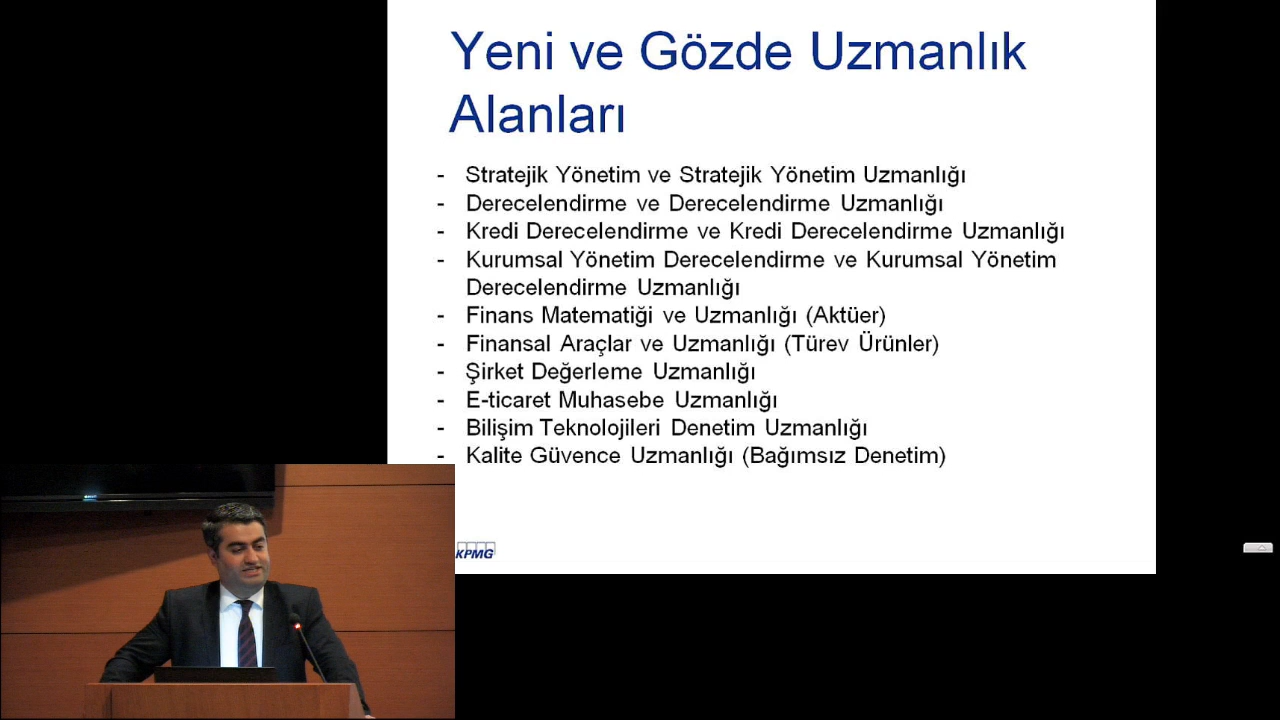 Yeni ve Gözde Uzmanlık
Alanları
- Stratejik Yönetim ve Stratejik Yönetim Uzmanlığı
- Derecelendirme ve Derecelendirme Uzmanlığı
- Kredi Derecelendirme ve Kredi Derecelendirme Uzmanlığı
- Kurumsal Yönetim Derecelendirme ve Kurumsal Yönetim
Derecelendirme Uzmanlığı
- Finans Matematiği ve Uzmanlığı (Aktüer)
- Finansal Araçlar ve Uzmanlığı (Türev Ürünler)
- Şirket Değerleme Uzmanlığı
- E-ticaret Muhasebe Uzmanlığı
- Bilişim Teknolojileri Denetim Uzmanlığı
- Kalite Güvence Uzmanlığı (Bağımsız Denetim)
KPMG